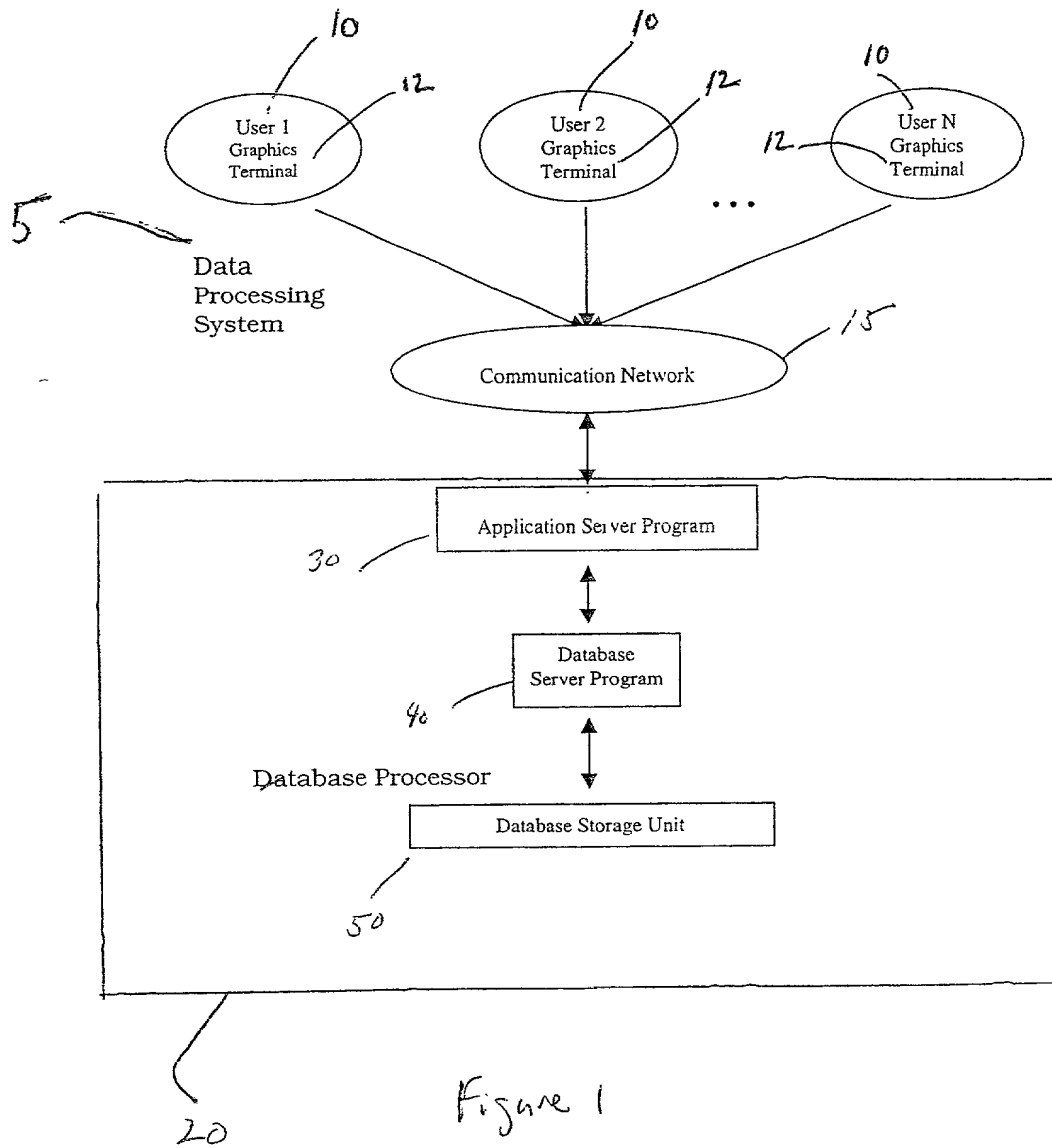 10
10
10
12
12
12
User 1
Graphics
Terminal
User 2
Graphics
Terminal
User N
Graphics
Terminal
...
5
Data
Processing
System
15
Communication Network
Application Server Program
30
Database
Server Program
40
Database Processor
Database Storage Unit
50
20
Figure 1